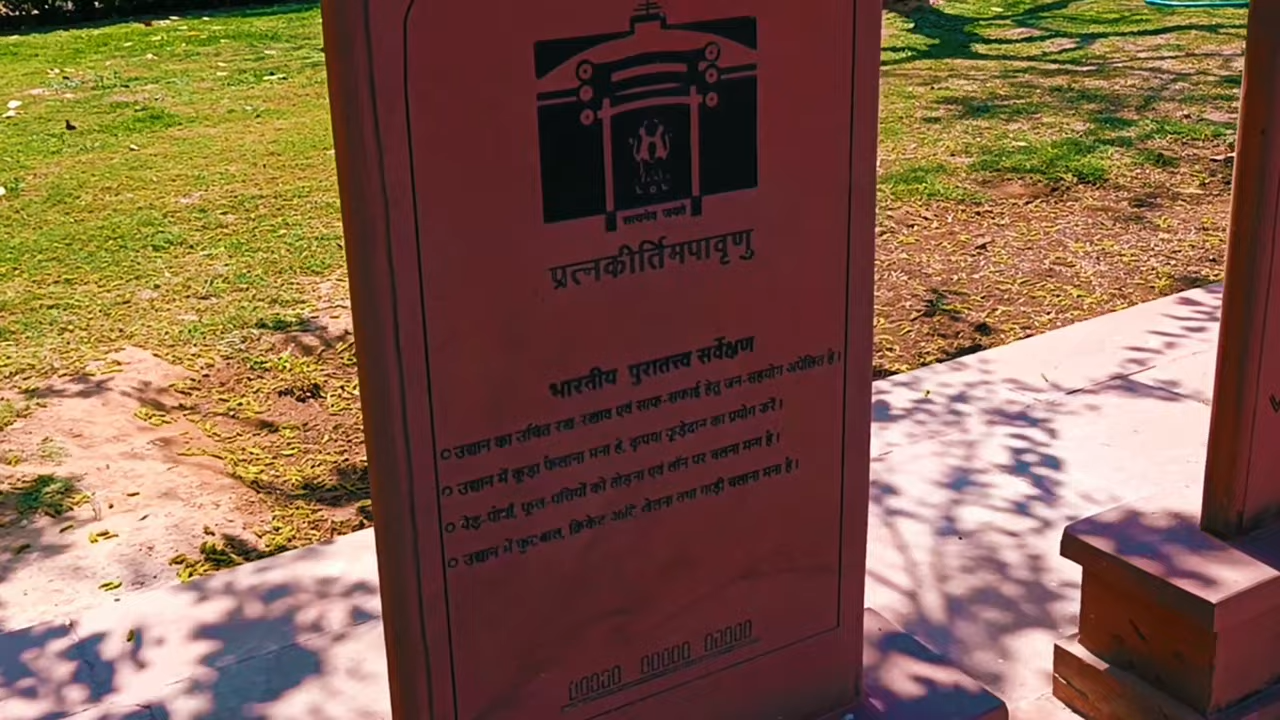 सत्यमेव जयते
प्रत्नकीर्तिमपावृणु
भारतीय पुरातत्त्व सर्वेक्षण
उद्यान का उचित रख-रखाव एवं साफ-सफाई हेतु जन-सहयोग अपेक्षित है।
उद्यान में कूड़ा फैलाना मना है, कृपया कूड़ेदान का प्रयोग करें।
पेड़-पौधों, फूल-पत्तियों को तोड़ना एवं लॉन पर चलना मना है।
उद्यान में फुटबाल, क्रिकेट आदि खेलना तथा गाड़ी चलाना मना है।